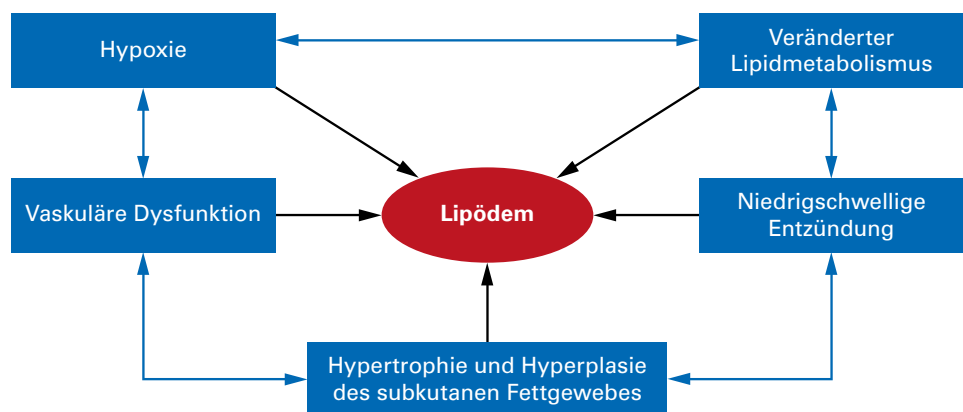 Hypoxie
Veränderter
Lipidmetabolismus
Vaskuläre Dysfunktion
Lipödem
Niedrigschwellige
Entzündung
Hypertrophie und Hyperplasie
des subkutanen Fettgewebes